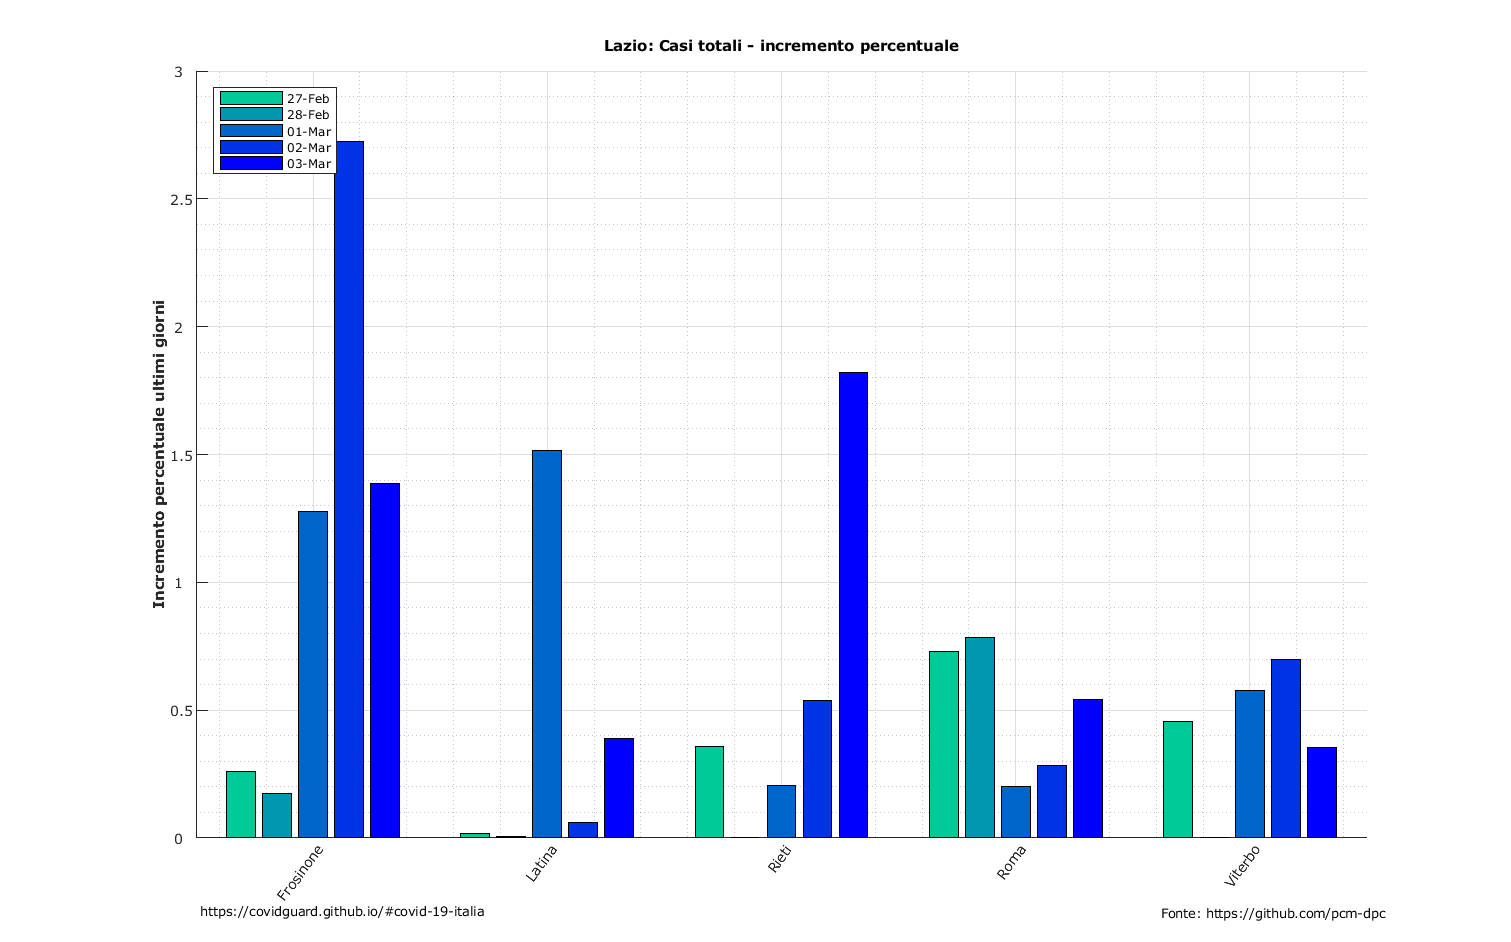 Lazio: Casi totali - incremento percentuale
Incremento percentuale ultimi giorni
3
2.5
2
1.5
1
0.5
0
27-Feb
28-Feb
01-Mar
02-Mar
03-Mar
Frosinone
Latina
Rieti
Roma
Viterbo
https://covidguard.github.io/#covid-19-italia
Fonte: https://github.com/pcm-dpc